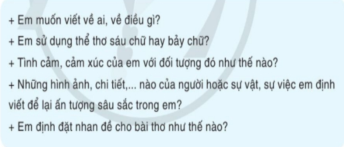 + Em muốn viết về ai, về điều gì?
+ Em sử dụng thể thơ sáu chữ hay bảy chữ?
+ Tình cảm, cảm xúc của em với đối tượng đó như thế nào?
+ Những hình ảnh, chi tiết,... nào của người hoặc sự vật, sự việc em định
viết để lại ấn tượng sâu sắc trong em?
+ Em định đặt nhan đề cho bài thơ như thế nào?